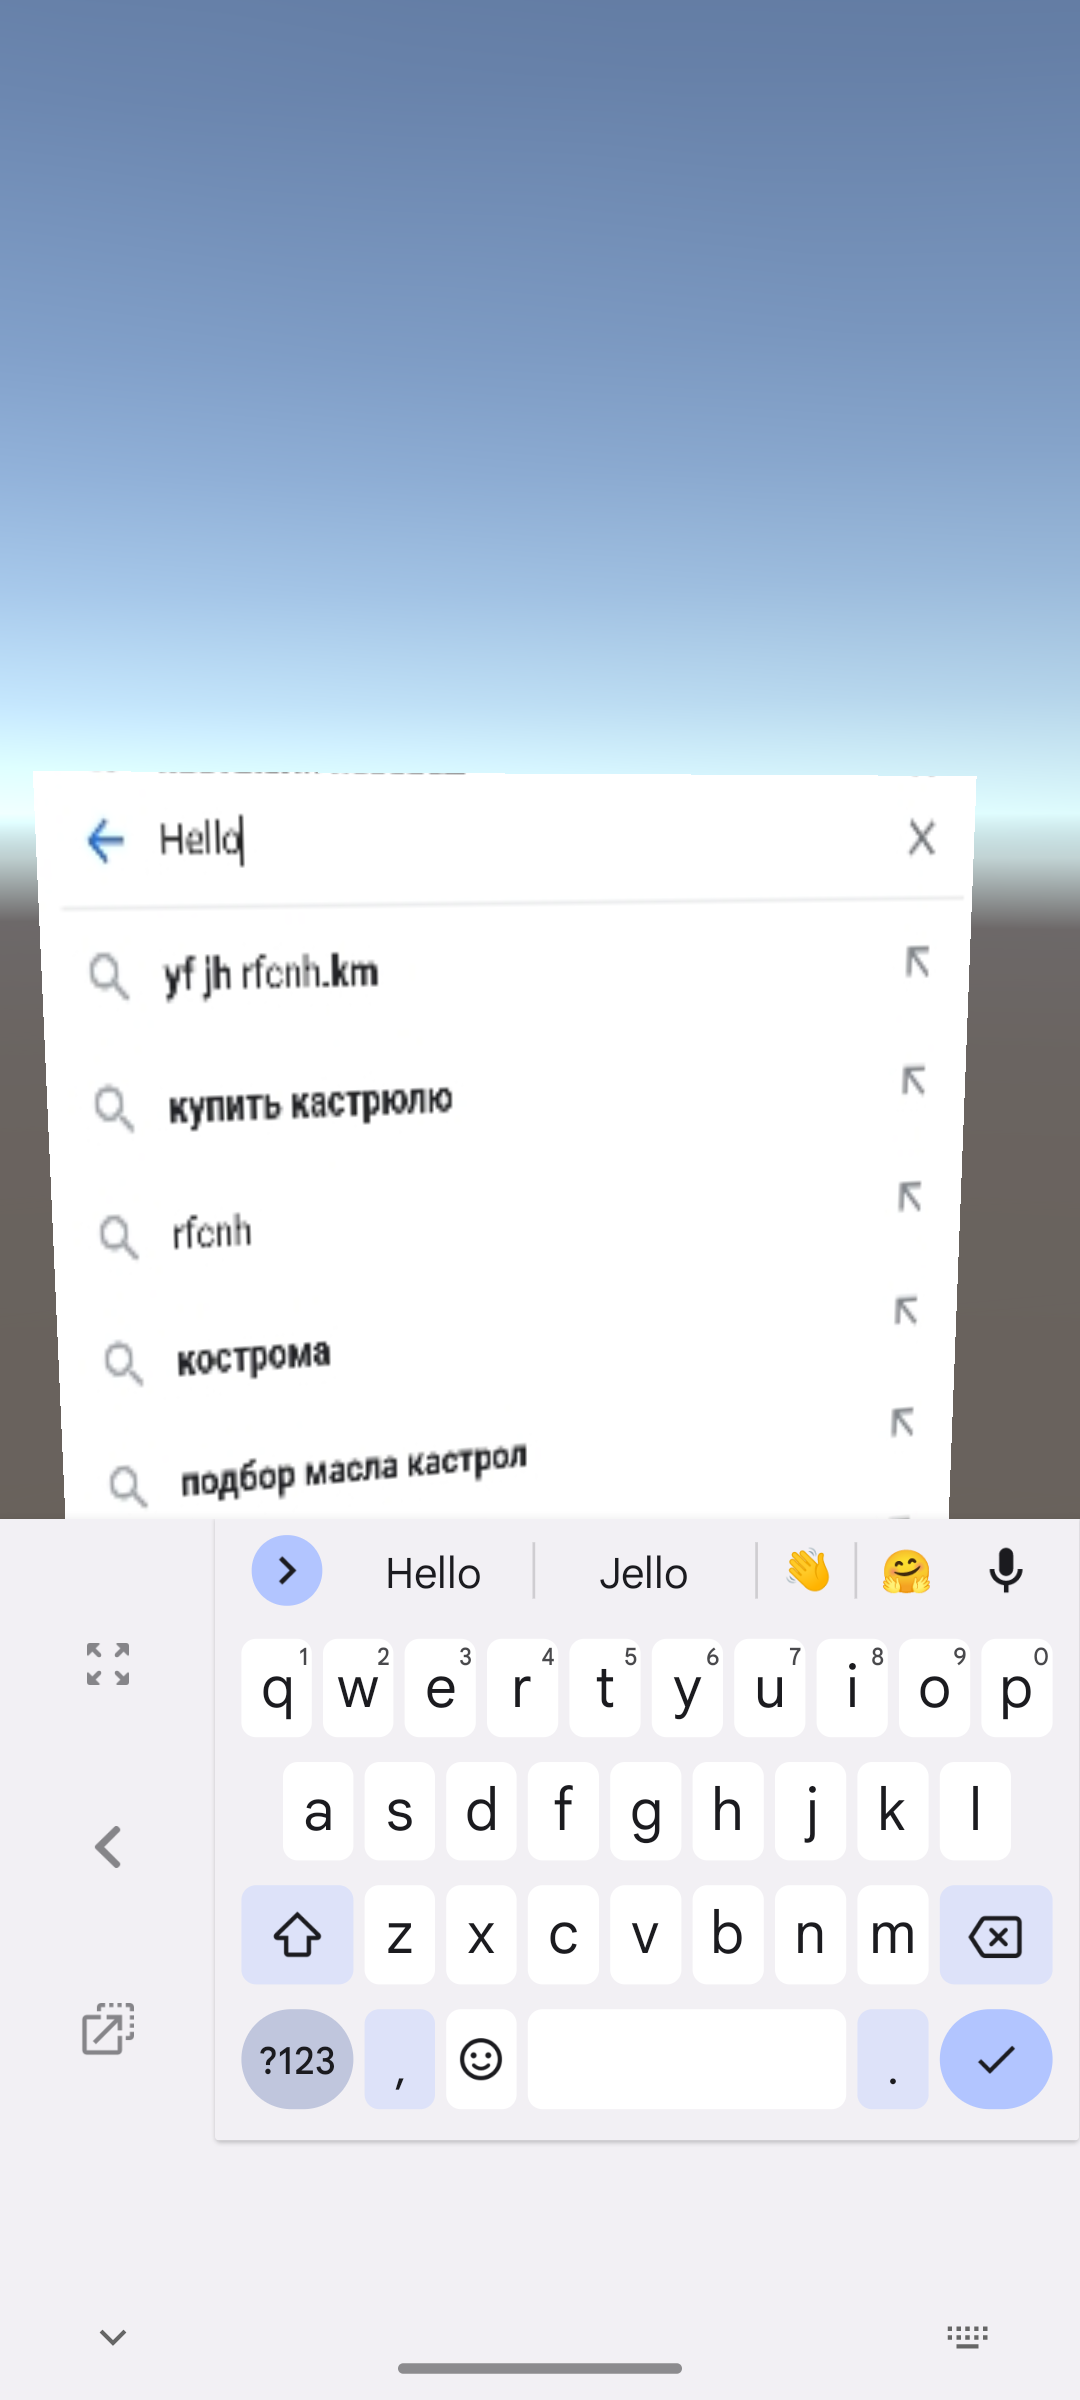 Hello
yf jh rfcnh.km
купить кастрюлю
rfcnh
кострома
подбор масла кастрол
Hello Jello
1 2 3 4 5 6 7 8 9 0
q w e r t y u i o p
a s d f g h j k l
z x c v b n m
?123 , .